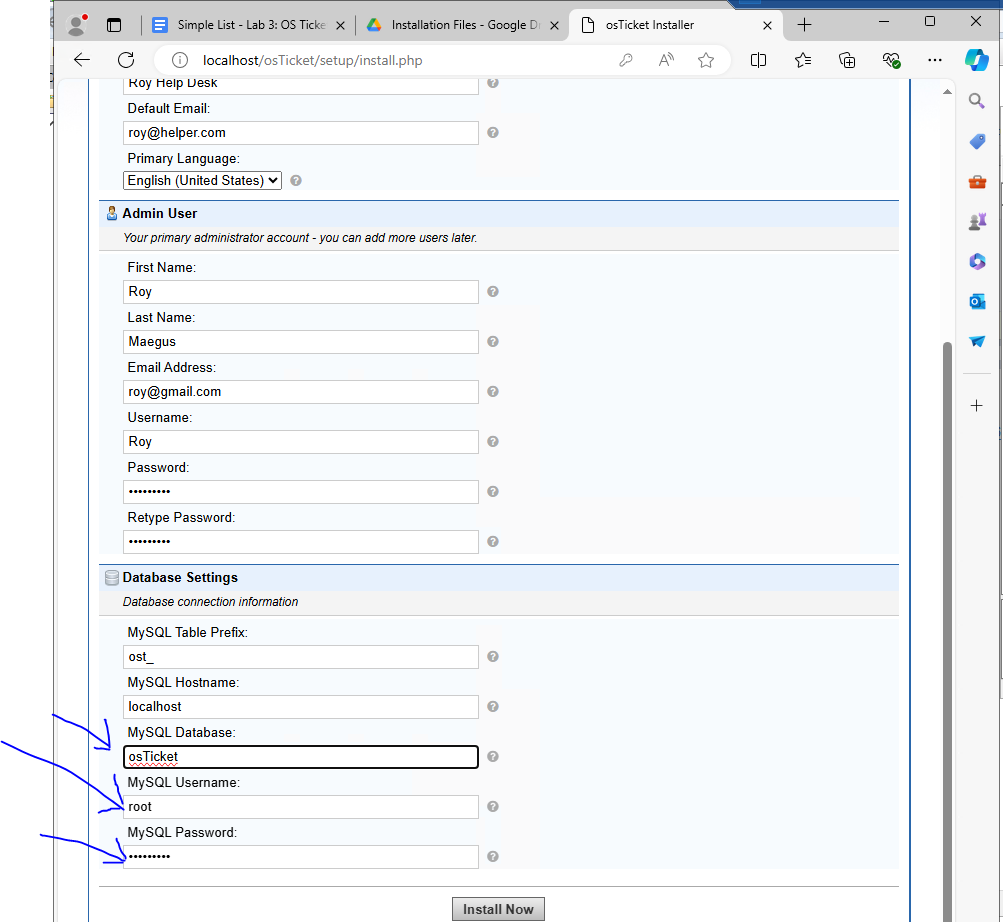 Simple List - Lab 3: OS Ticke
Installation Files - Google D
osTicket Installer
localhost/osTicket/setup/install.php
Roy Help Desk
Default Email:
roy@helper.com
Primary Language:
English (United States)
Admin User
Your primary administrator account - you can add more users later.
First Name:
Roy
Last Name:
Maegus
Email Address:
roy@gmail.com
Username:
Roy
Password:
•••••••••
Retype Password:
•••••••••
Database Settings
Database connection information
MySQL Table Prefix:
ost_
MySQL Hostname:
localhost
MySQL Database:
osTicket
MySQL Username:
root
MySQL Password:
•••••••••
Install Now